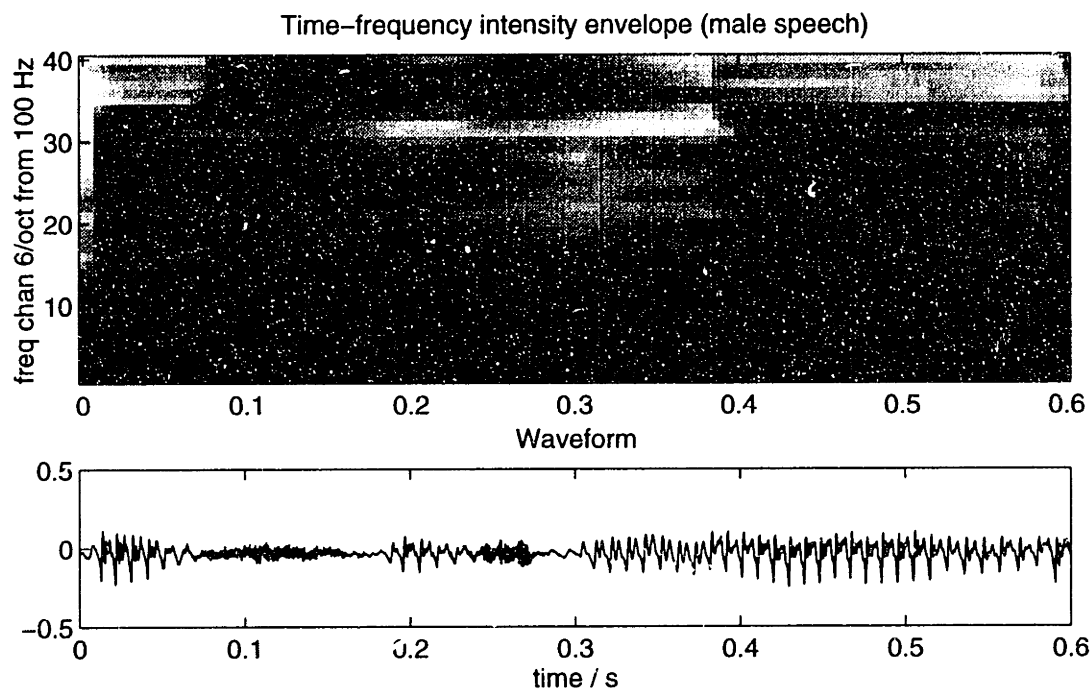 Time-frequency intensity envelope (male speech)
freq chan 6/oct from 100 Hz
40
30
20
10
0 0.1 0.2 0.3 0.4 0.5 0.6
Waveform
0.5
0
-0.5
0 0.1 0.2 0.3 0.4 0.5 0.6
time / s